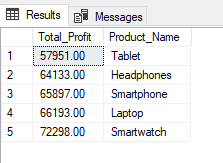 Results Messages
Total_Profit Product_Name
1 57951.00 Tablet
2 64133.00 Headphones
3 65897.00 Smartphone
4 66193.00 Laptop
5 72298.00 Smartwatch